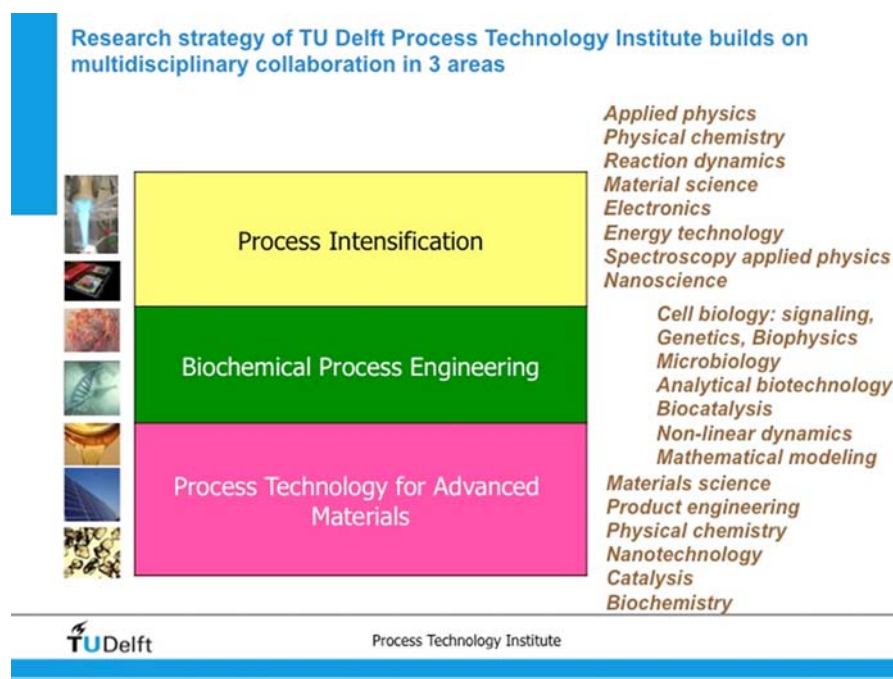 Research strategy of TU Delft Process Technology Institute builds on
multidisciplinary collaboration in 3 areas
Process Intensification
Biochemical Process Engineering
Process Technology for Advanced
Materials
Applied physics
Physical chemistry
Reaction dynamics
Material science
Electronics
Energy technology
Spectroscopy applied physics
Nanoscience
Cell biology: signaling,
Genetics, Biophysics
Microbiology
Analytical biotechnology
Biocatalysis
Non-linear dynamics
Mathematical modeling
Materials science
Product engineering
Physical chemistry
Nanotechnology
Catalysis
Biochemistry
TUDelft
Process Technology Institute